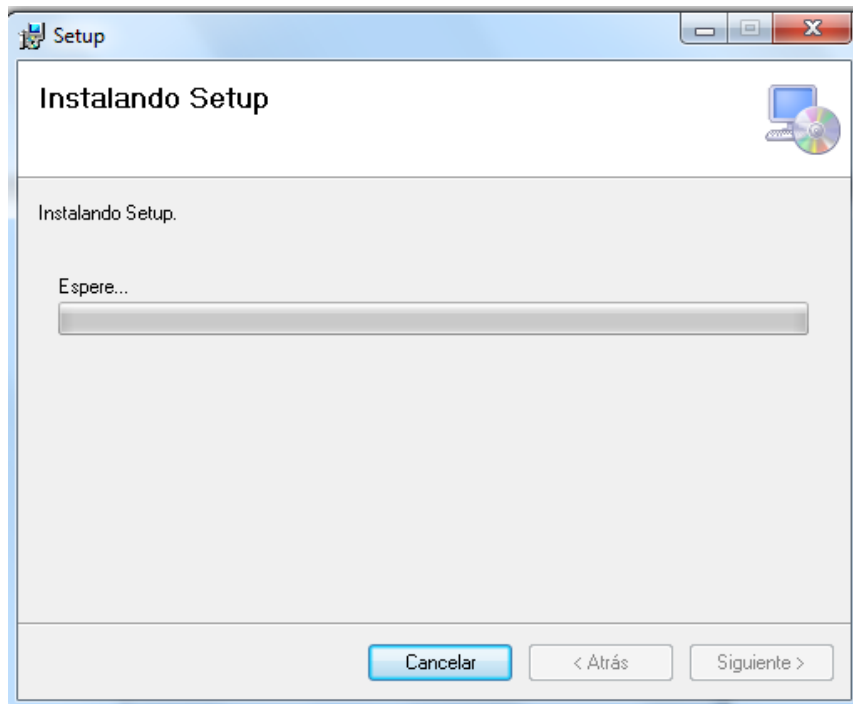 Setup
Instalando Setup
Instalando Setup.
Espere...
Cancelar
< Atrás
Siguiente >